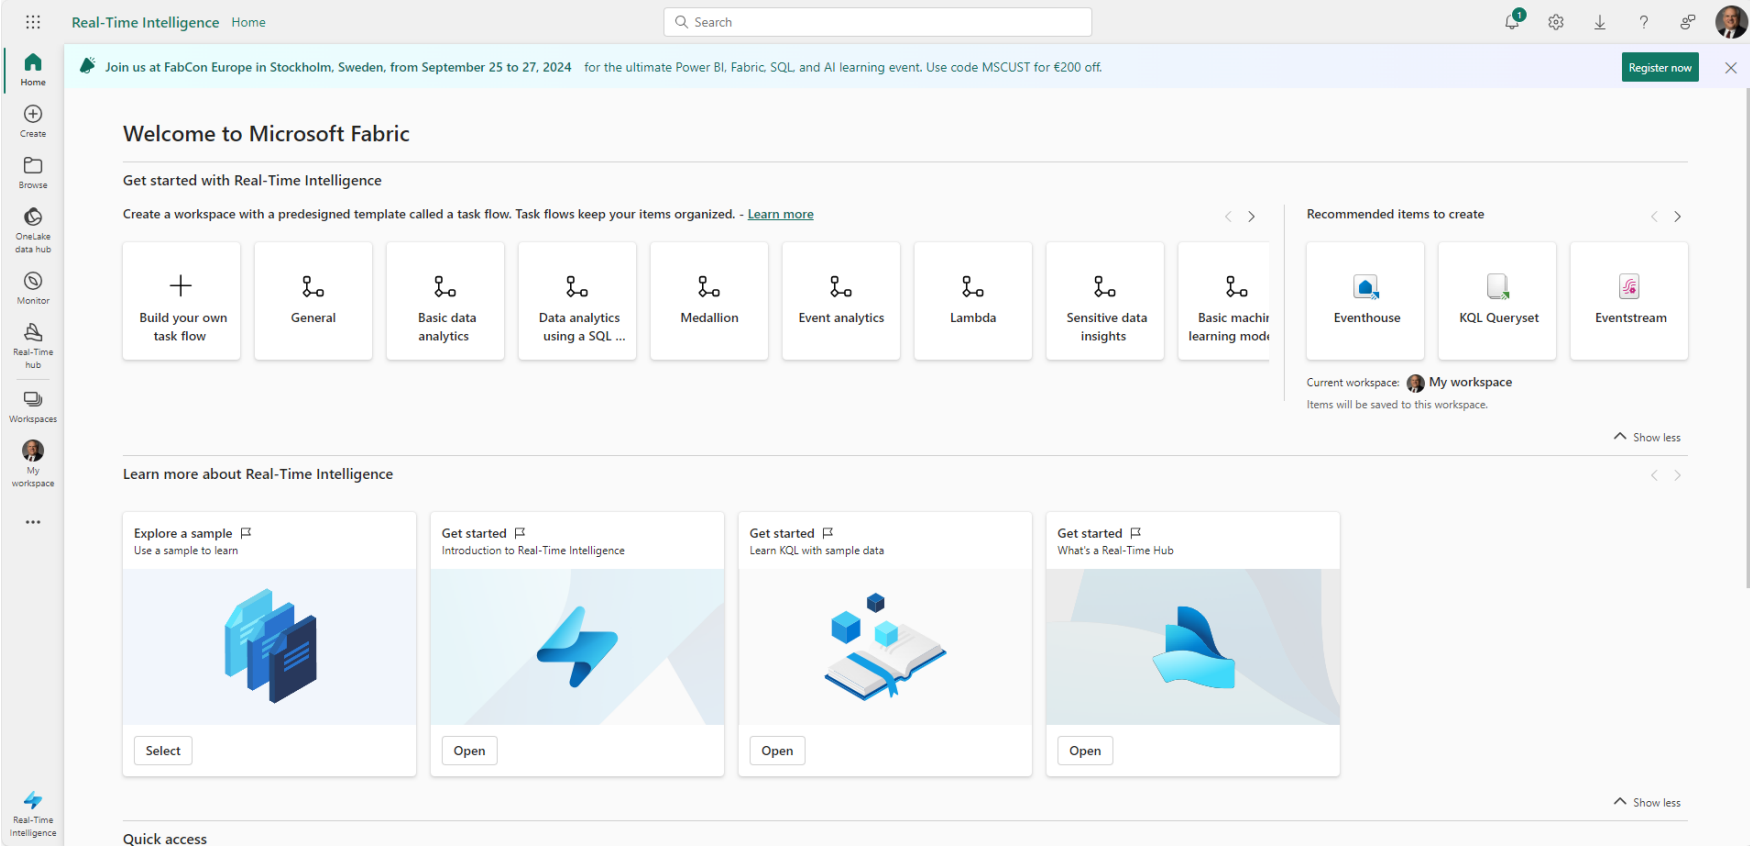 Real-Time Intelligence Home
Search
1
Join us at FabCon Europe in Stockholm, Sweden, from September 25 to 27, 2024 for the ultimate Power BI, Fabric, SQL, and AI learning event. Use code MSCUST for €200 off.
Register now
Home
Create
Browse
OneLake
data hub
Monitor
Real-Time
hub
Workspaces
My
workspace
Real-Time
Intelligence
Welcome to Microsoft Fabric
Get started with Real-Time Intelligence
Create a workspace with a predesigned template called a task flow. Task flows keep your items organized. - Learn more
Build your own
task flow
General
Basic data
analytics
Data analytics
using a SQL ...
Medallion
Event analytics
Lambda
Sensitive data
insights
Basic machin
learning mode
Recommended items to create
Eventhouse
KQL Queryset
Eventstream
Current workspace: My workspace
Items will be saved to this workspace.
Show less
Learn more about Real-Time Intelligence
Explore a sample
Use a sample to learn
Select
Get started
Introduction to Real-Time Intelligence
Open
Get started
Learn KQL with sample data
Open
Get started
What's a Real-Time Hub
Open
Show less
Quick access